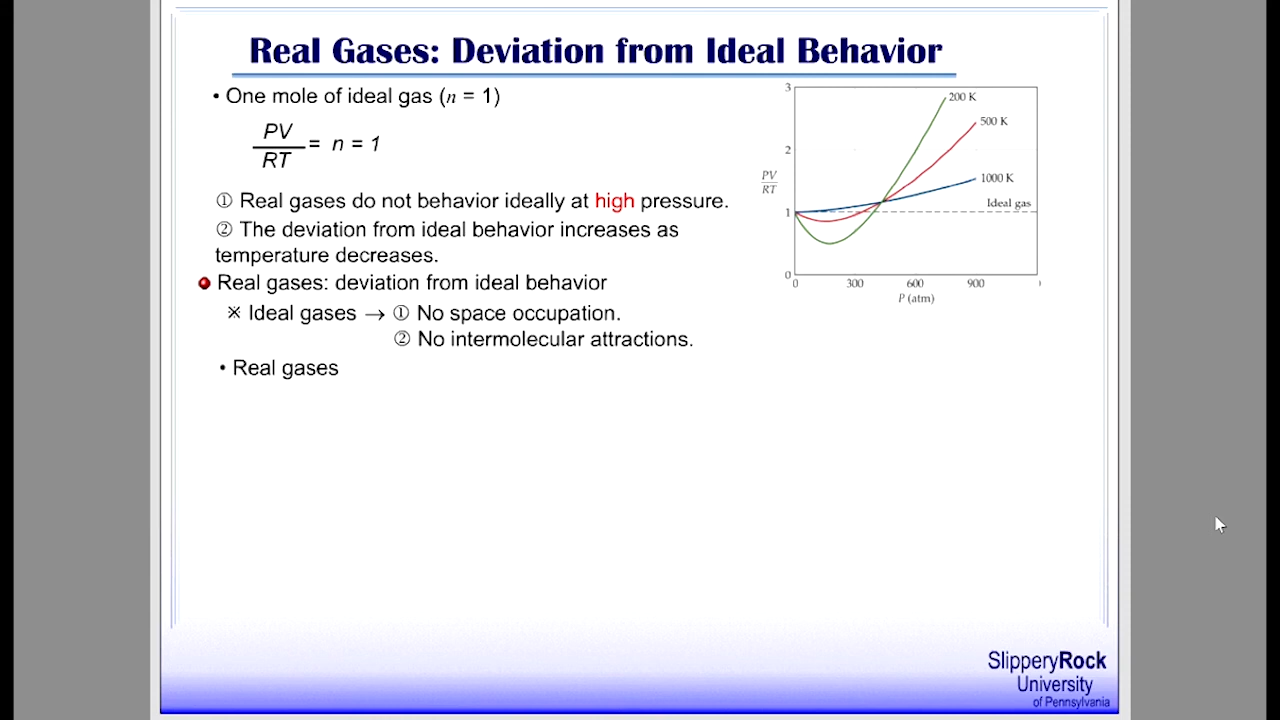 Real Gases: Deviation from Ideal Behavior
• One mole of ideal gas (n = 1)
PV
RT
= n = 1
① Real gases do not behavior ideally at high pressure.
② The deviation from ideal behavior increases as
temperature decreases.
Real gases: deviation from ideal behavior
※ Ideal gases → ① No space occupation.
② No intermolecular attractions.
• Real gases
3
200 K
500 K
2
PV
RT
1000 K
Ideal gas
1
0
0 300 600 900
P (atm)
SlipperyRock
University
of Pennsylvania